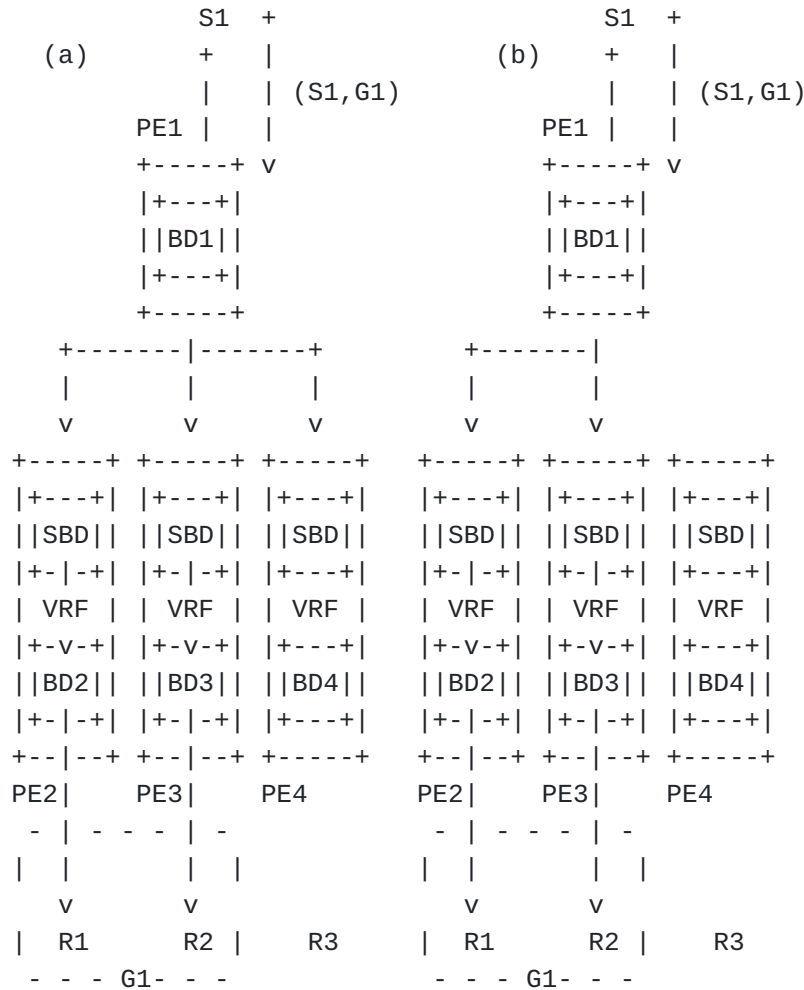 S1  +                          S1  +
  (a)           +   |             (b)          +   |
                |   | (S1,G1)                  |   | (S1,G1)
        PE1 |   |                      PE1 |   |
        +-----+ v                      +-----+ v
        |+---+|                        |+---+|
        ||BD1||                        ||BD1||
        |+---+|                        |+---+|
        +-----+                        +-----+
   +-------|-------+              +-------|
   |       |       |              |       |
   v       v       v              v       v
+-----+ +-----+ +-----+   +-----+ +-----+ +-----+
|+---+| |+---+| |+---+|   |+---+| |+---+| |+---+|
||SBD|| ||SBD|| ||SBD||   ||SBD|| ||SBD|| ||SBD||
|+-|-+| |+-|-+| |+---+|   |+-|-+| |+-|-+| |+---+|
| VRF | | VRF | | VRF |   | VRF | | VRF | | VRF |
|+-v-+| |+-v-+| |+---+|   |+-v-+| |+-v-+| |+---+|
||BD2|| ||BD3|| ||BD4||   ||BD2|| ||BD3|| ||BD4||
|+-|-+| |+-|-+| |+---+|   |+-|-+| |+-|-+| |+---+|
+--|--+ +--|--+ +-----+   +--|--+ +--|--+ +-----+
PE2|    PE3|    PE4       PE2|    PE3|    PE4
 - | - - - | -             - | - - - | -
|  |       |  |           |  |       |  |
   v       v                 v       v
|  R1      R2 |    R3     |  R1      R2 |    R3
 - - - G1- - -             - - - G1- - -